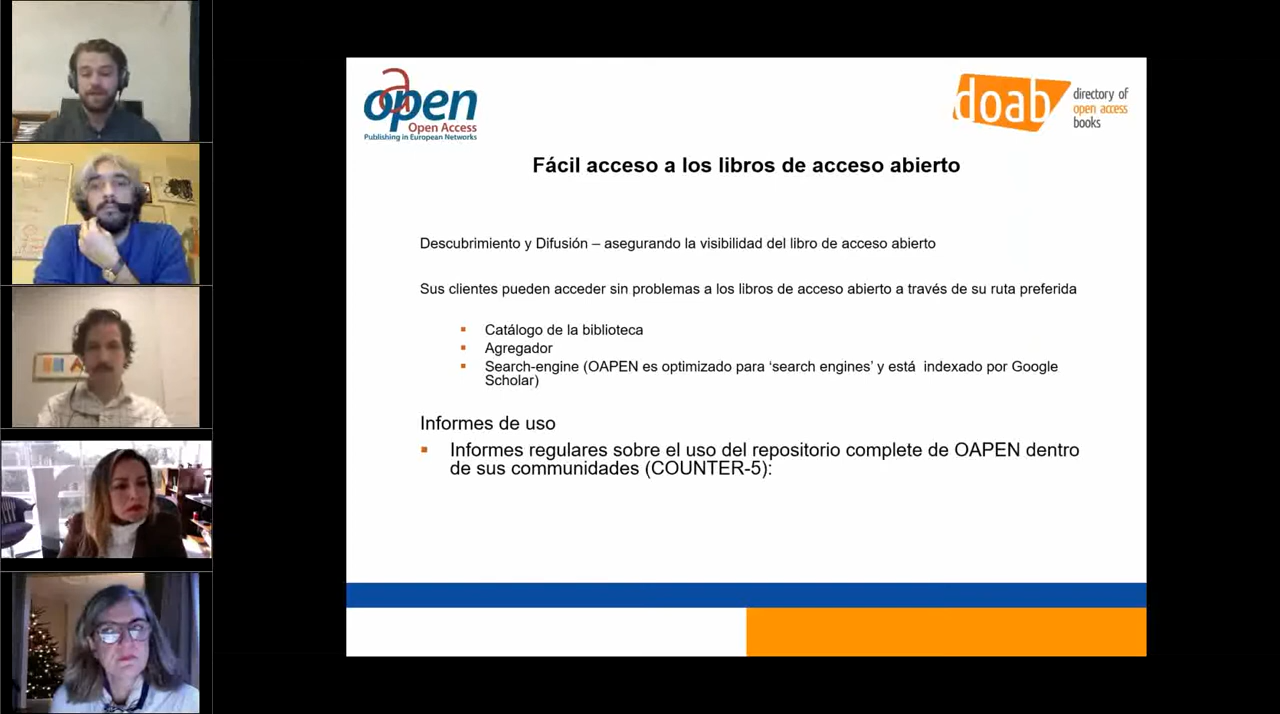 oapen
Open Access
Publishing in European Networks
doab
directory of
open access
books
Fácil acceso a los libros de acceso abierto
Descubrimiento y Difusión – asegurando la visibilidad del libro de acceso abierto
Sus clientes pueden acceder sin problemas a los libros de acceso abierto a través de su ruta preferida
▪ Catálogo de la biblioteca
▪ Agregador
▪ Search-engine (OAPEN es optimizado para ‘search engines’ y está indexado por Google
Scholar)
Informes de uso
▪ Informes regulares sobre el uso del repositorio complete de OAPEN dentro
de sus communidades (COUNTER-5):